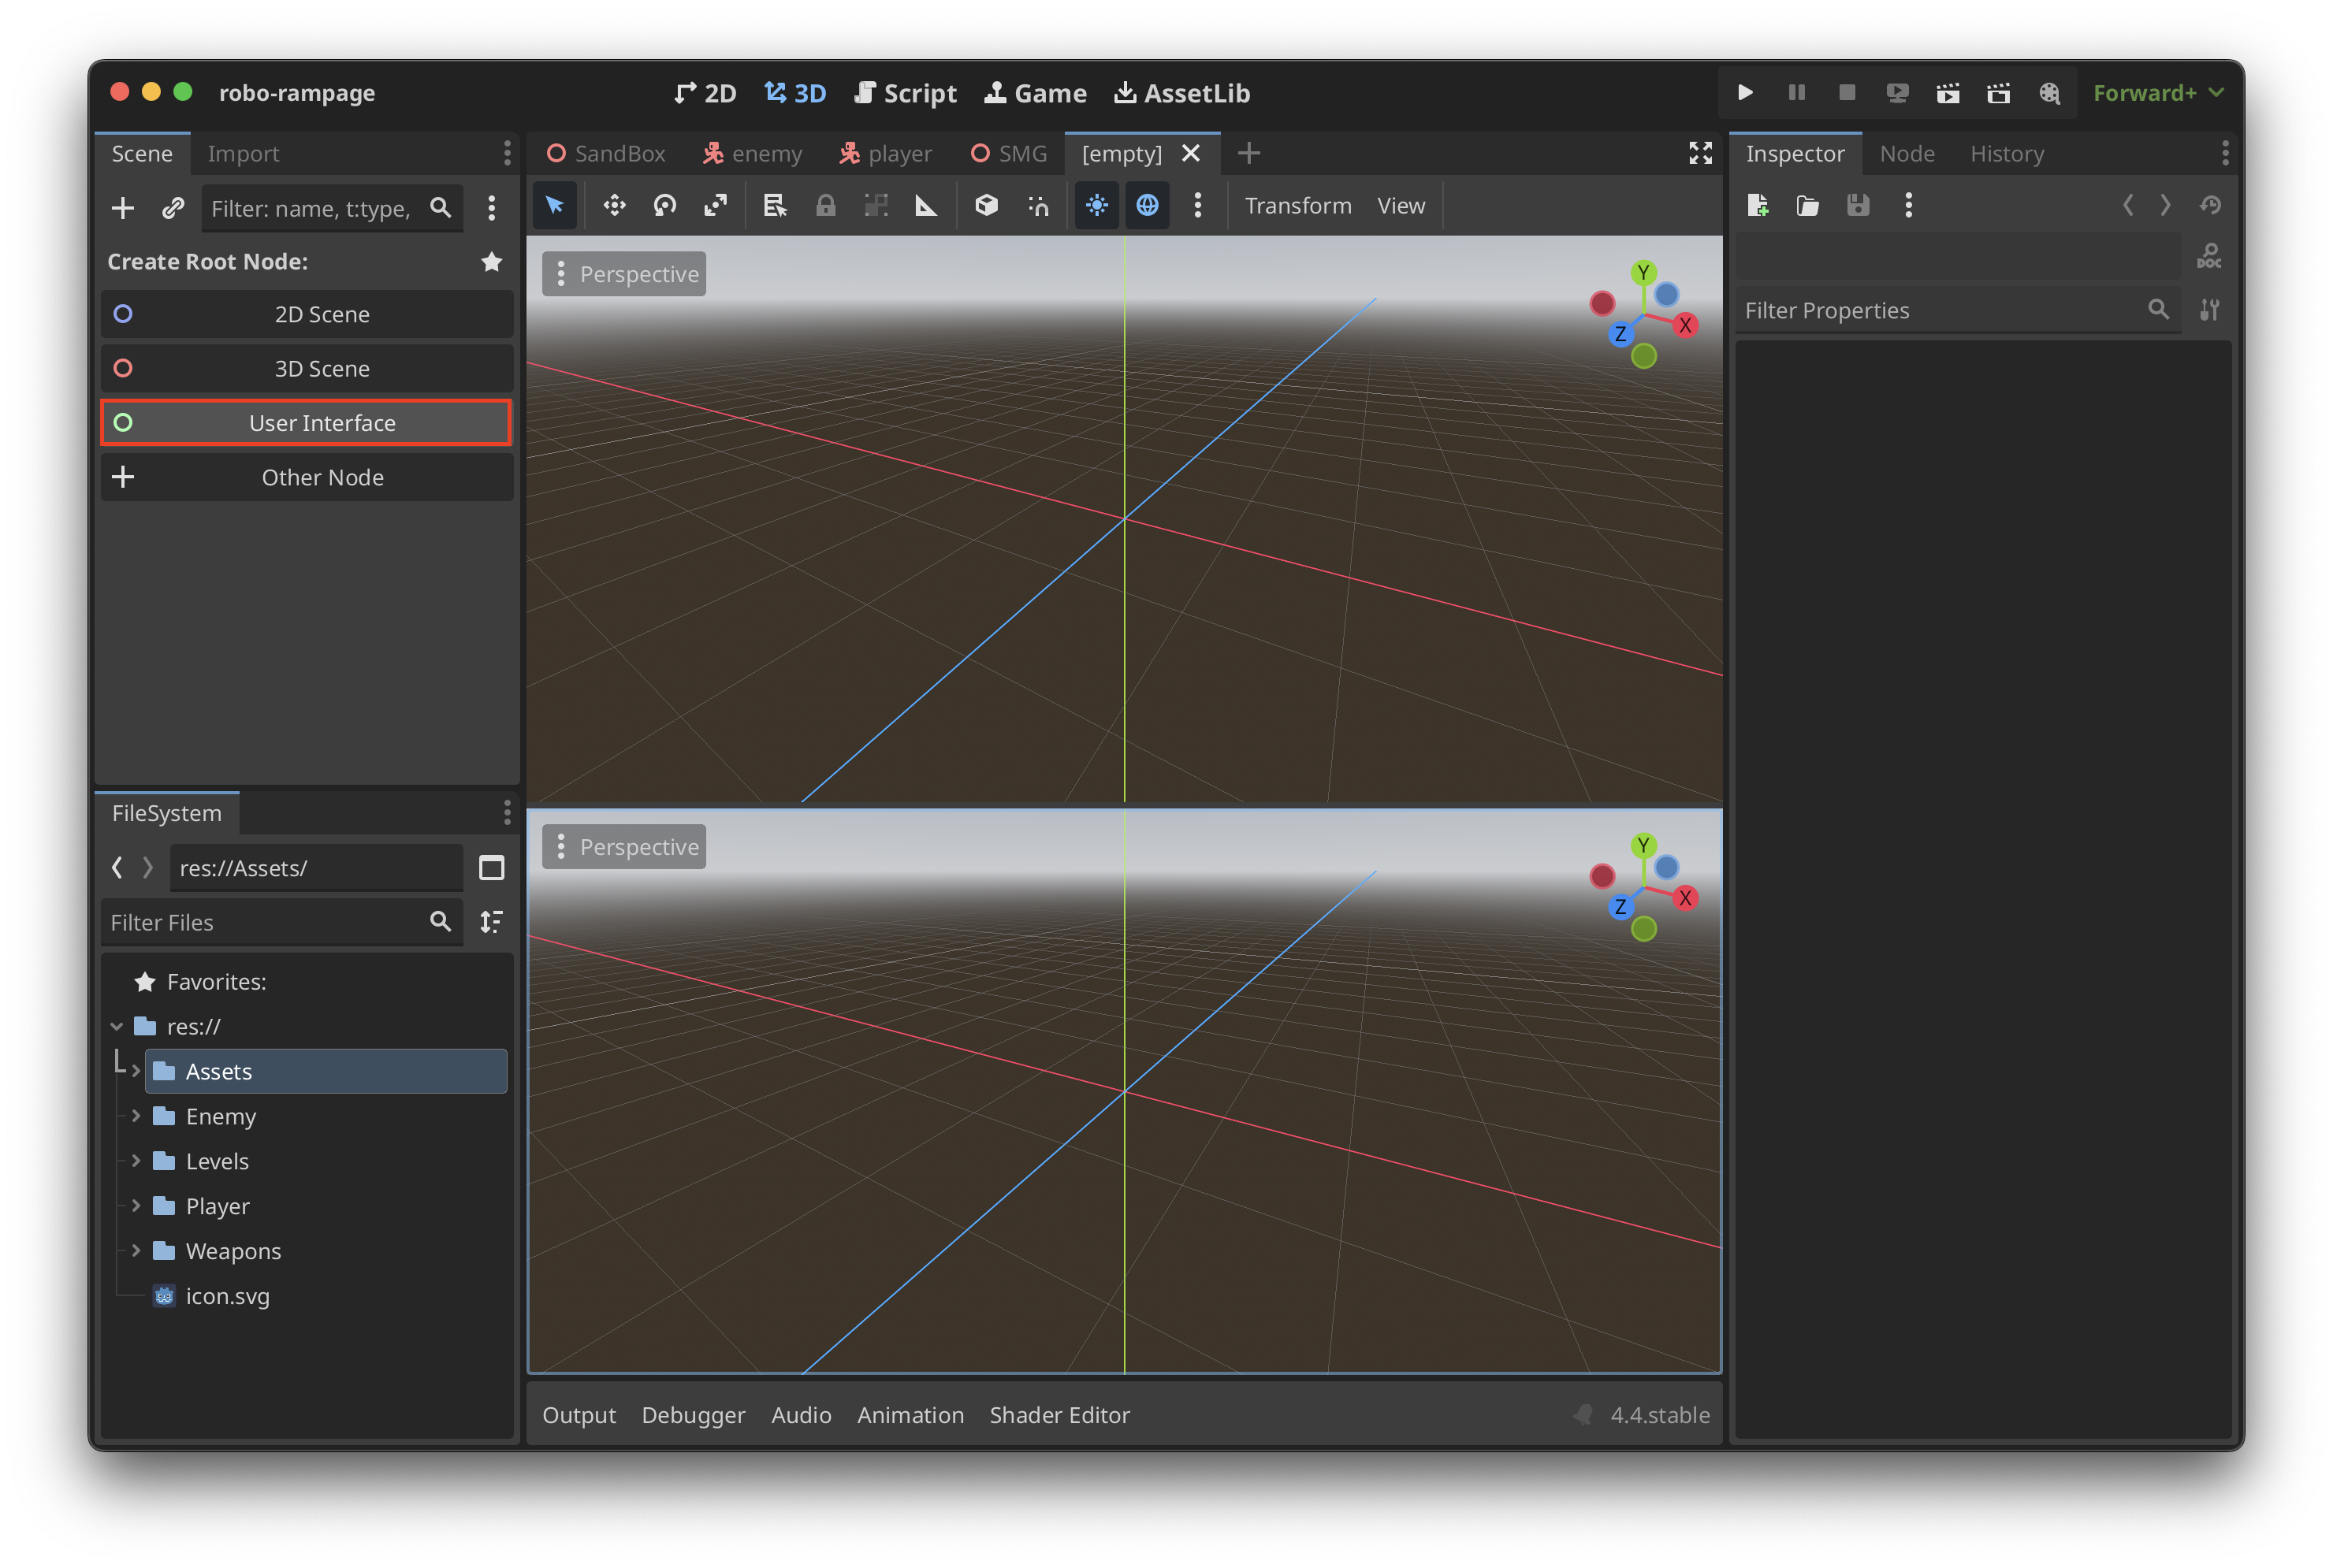 robo-rampage
2D 3D Script Game AssetLib
Forward+
Scene Import
Filter: name, t:type,
Create Root Node:
2D Scene
3D Scene
User Interface
Other Node
SandBox enemy player SMG [empty]
Transform View
Perspective
Y
X
Z
Perspective
Y
X
Z
Output Debugger Audio Animation Shader Editor 4.4.stable
FileSystem
res://Assets/
Filter Files
Favorites:
res://
Assets
Enemy
Levels
Player
Weapons
icon.svg
Inspector Node History
DOC
Filter Properties